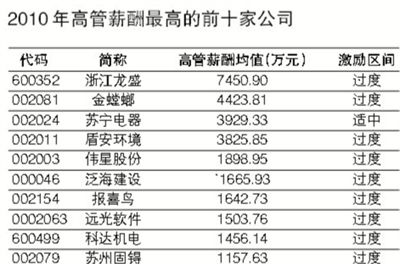 2010年高管薪酬最高的前十家公司
代码 简称 高管薪酬均值(万元) 激励区间
600352 浙江龙盛 7450.90 过度
002081 金螳螂 4423.81 过度
002024 苏宁电器 3929.33 适中
002011 盾安环境 3825.85 过度
002003 伟星股份 1898.95 过度
000046 泛海建设 `1665.93 过度
002154 报喜鸟 1642.73 过度
0002063 远光软件 1503.76 过度
600499 科达机电 1456.14 过度
002079 苏州固锝 1157.63 过度